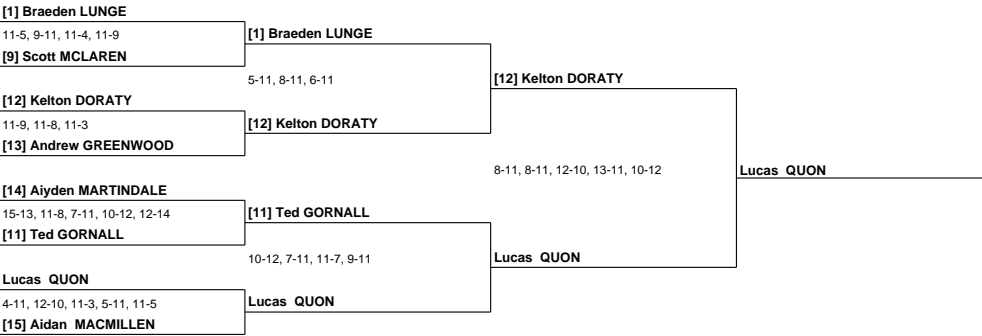 [1] Braeden LUNGE
11-5, 9-11, 11-4, 11-9
[9] Scott MCLAREN
[1] Braeden LUNGE
5-11, 8-11, 6-11
[12] Kelton DORATY
11-9, 11-8, 11-3
[13] Andrew GREENWOOD
[12] Kelton DORATY
[12] Kelton DORATY
8-11, 8-11, 12-10, 13-11, 10-12
Lucas QUON
[14] Aiyden MARTINDALE
15-13, 11-8, 7-11, 10-12, 12-14
[11] Ted GORNALL
[11] Ted GORNALL
10-12, 7-11, 11-7, 9-11
Lucas QUON
Lucas QUON
4-11, 12-10, 11-3, 5-11, 11-5
[15] Aidan MACMILLEN
Lucas QUON